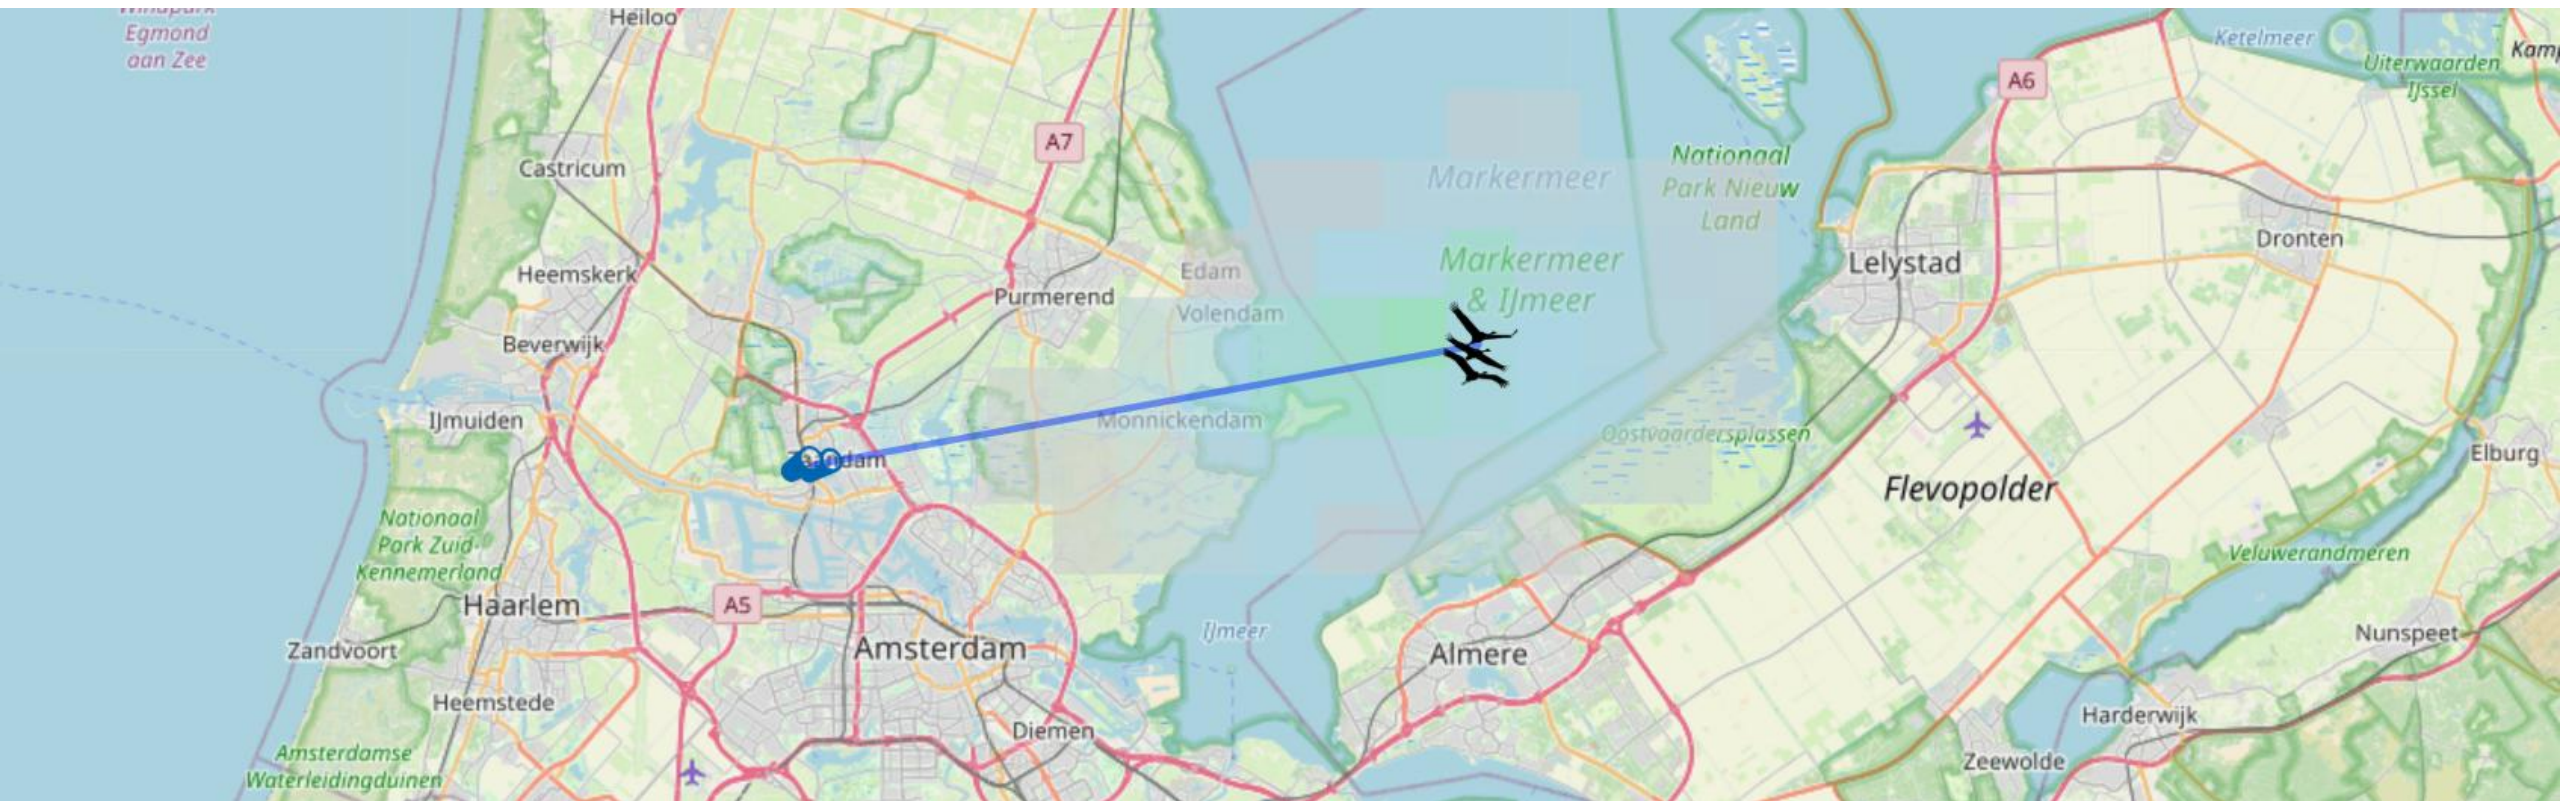 Windpark
Egmond
aan Zee
Heiloo
Castricum
A7
Markermeer
Nationaal
Park Nieuw
Land
A6
Ketelmeer
Uiterwaarden
IJssel
Heemskerk
Purmerend
Edam
Volendam
Markermeer
& IJmeer
Lelystad
Dronten
Beverwijk
IJmuiden
Monnickendam
Oostvaardersplassen
Elburg
Flevopolder
Nationaal
Park Zuid-
Kennemerland
Haarlem
A5
Zandvoort
Amsterdam
IJmeer
Almere
Veluwerandmeren
Nunspeet
Heemstede
Diemen
Harderwijk
Zeewolde
Amsterdamse
Waterleidingduinen